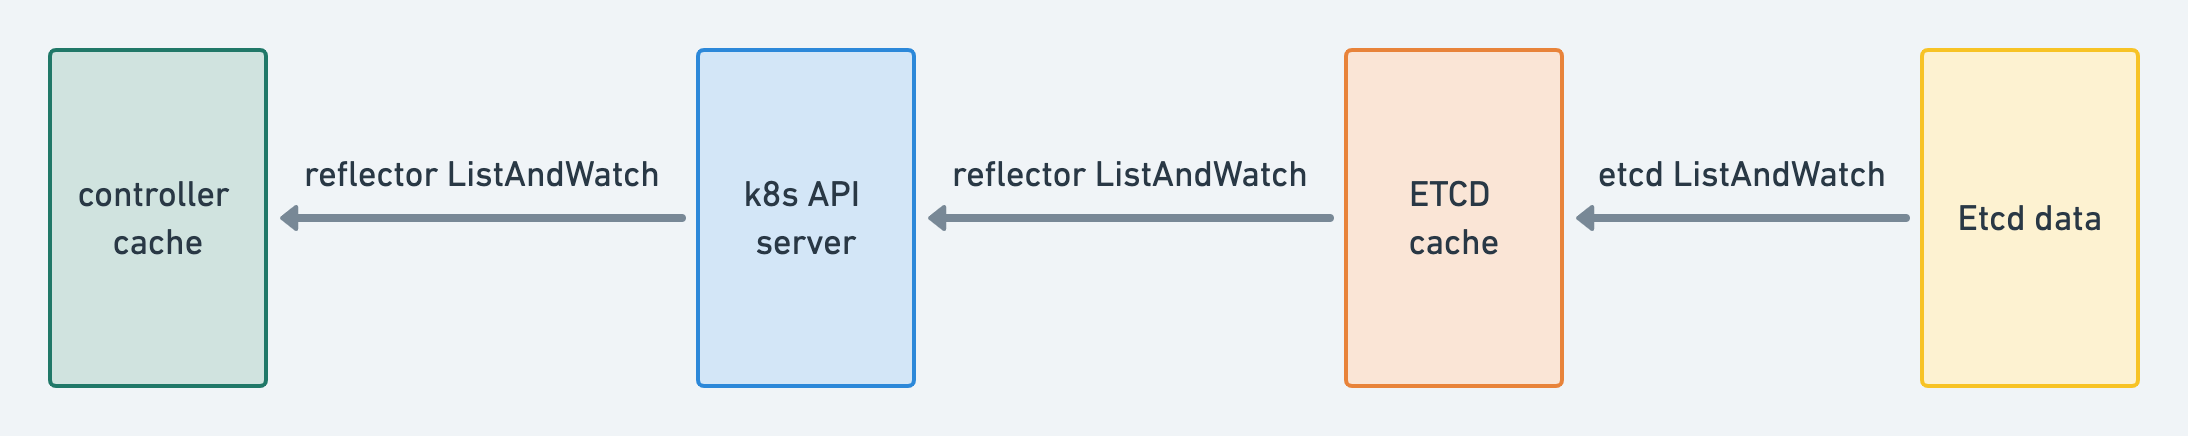 controller
cache
reflector ListAndWatch
k8s API
server
reflector ListAndWatch
ETCD
cache
etcd ListAndWatch
Etcd data